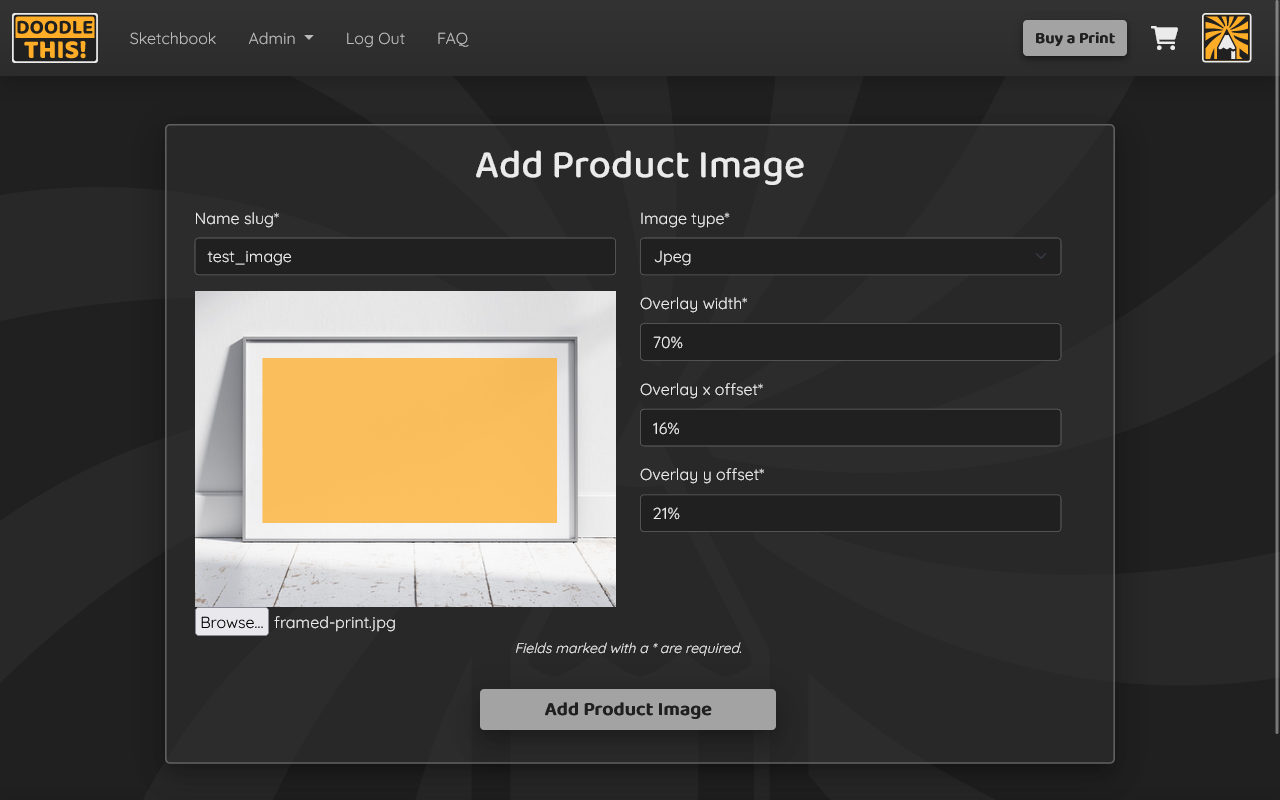 DOODLE
THIS!
Sketchbook
Admin
Log Out
FAQ
Buy a Print
Add Product Image
Name slug*
test_image
Image type*
Jpeg
Overlay width*
70%
Overlay x offset*
16%
Overlay y offset*
21%
Browse... framed-print.jpg
Fields marked with a * are required.
Add Product Image